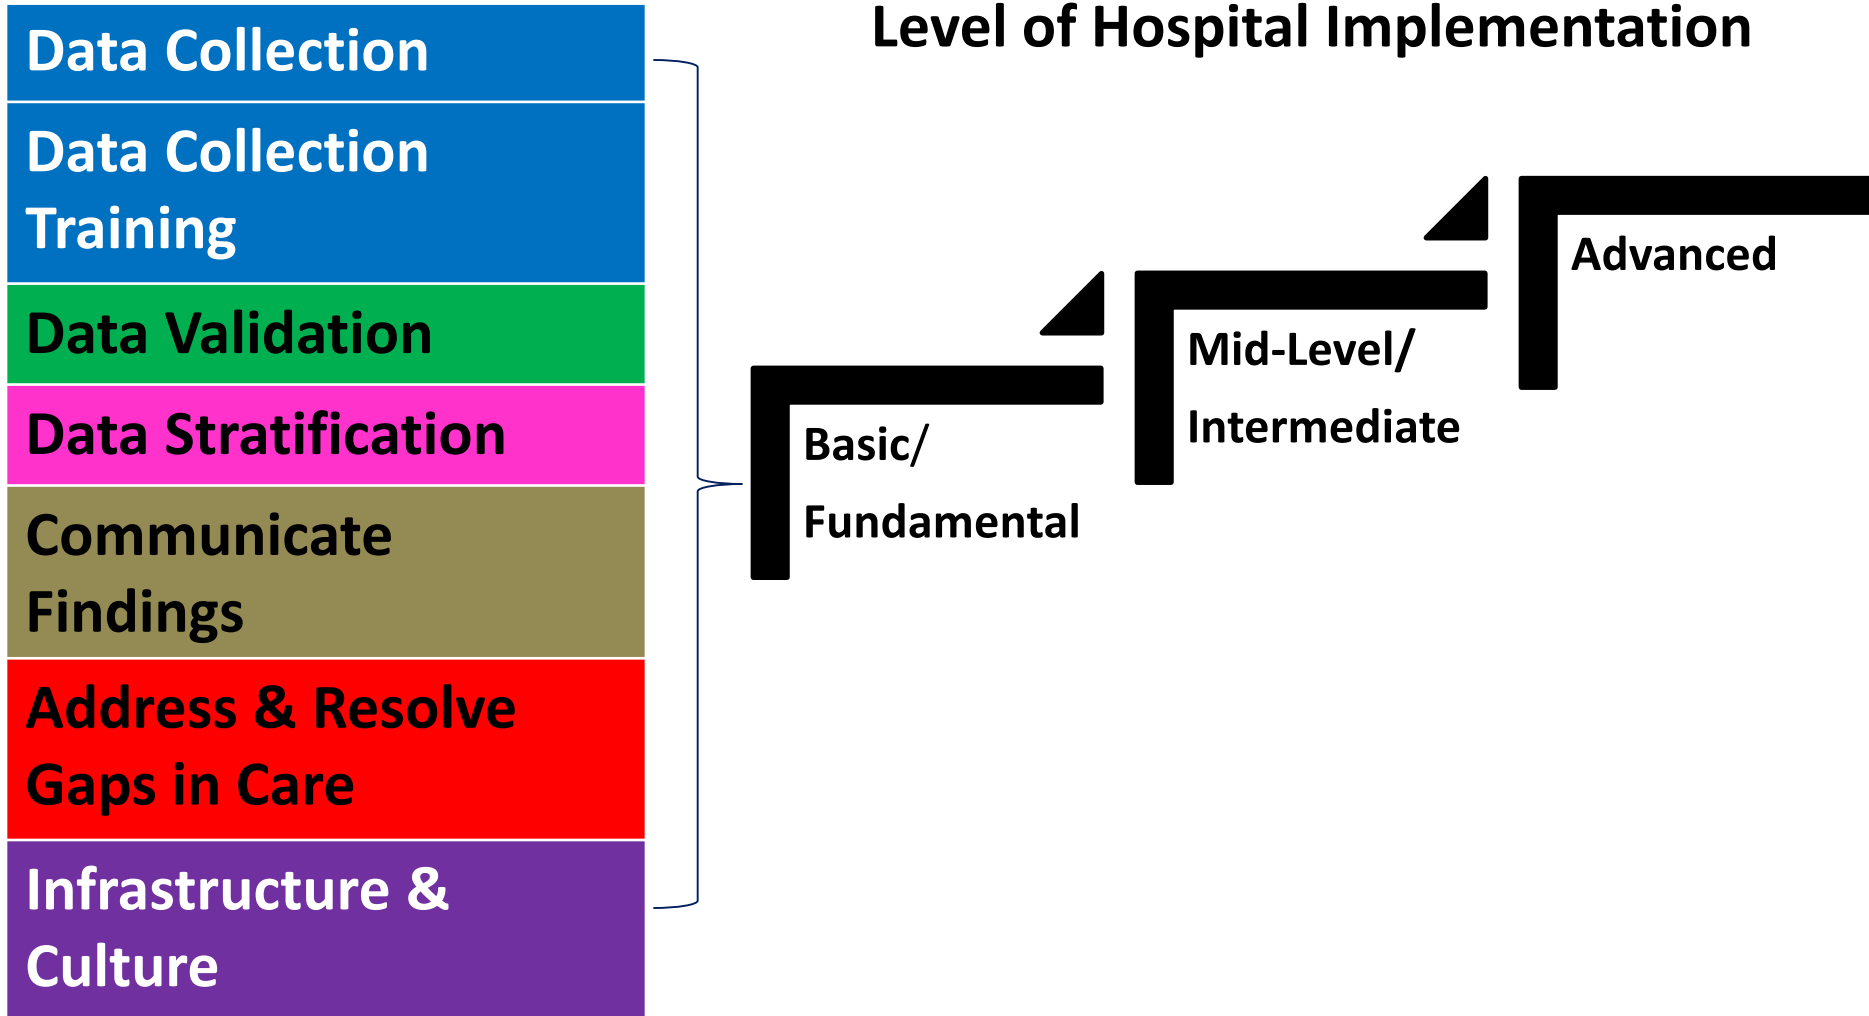 Data Collection
Data Collection
Training
Data Validation
Data Stratification
Communicate
Findings
Address & Resolve
Gaps in Care
Infrastructure &
Culture
Level of Hospital Implementation
Basic/
Fundamental
Mid-Level/
Intermediate
Advanced